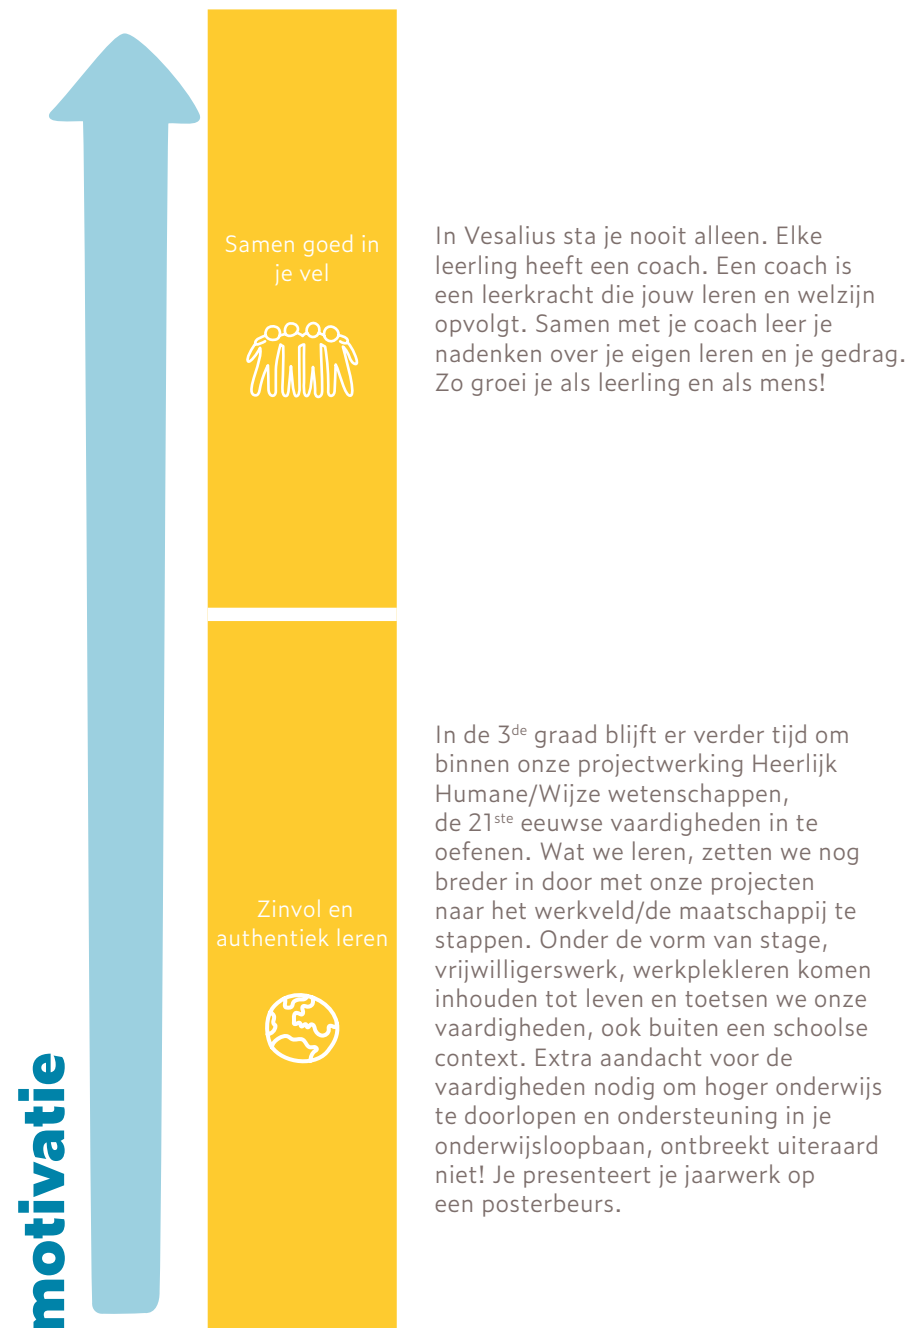 Samen goed in
je vel
In Vesalius sta je nooit alleen. Elke
leerling heeft een coach. Een coach is
een leerkracht die jouw leren en welzijn
opvolgt. Samen met je coach leer je
nadenken over je eigen leren en je gedrag.
Zo groei je als leerling en als mens!
Zinvol en
authentiek leren
In de 3de graad blijft er verder tijd om
binnen onze projectwerking Heerlijk
Humane/Wijze wetenschappen,
de 21ste eeuwse vaardigheden in te
oefenen. Wat we leren, zetten we nog
breder in door met onze projecten
naar het werkveld/de maatschappij te
stappen. Onder de vorm van stage,
vrijwilligerswerk, werkplekleren komen
inhouden tot leven en toetsen we onze
vaardigheden, ook buiten een schoolse
context. Extra aandacht voor de
vaardigheden nodig om hoger onderwijs
te doorlopen en ondersteuning in je
onderwijsloopbaan, ontbreekt uiteraard
niet! Je presenteert je jaarwerk op
een posterbeurs.
motivatie